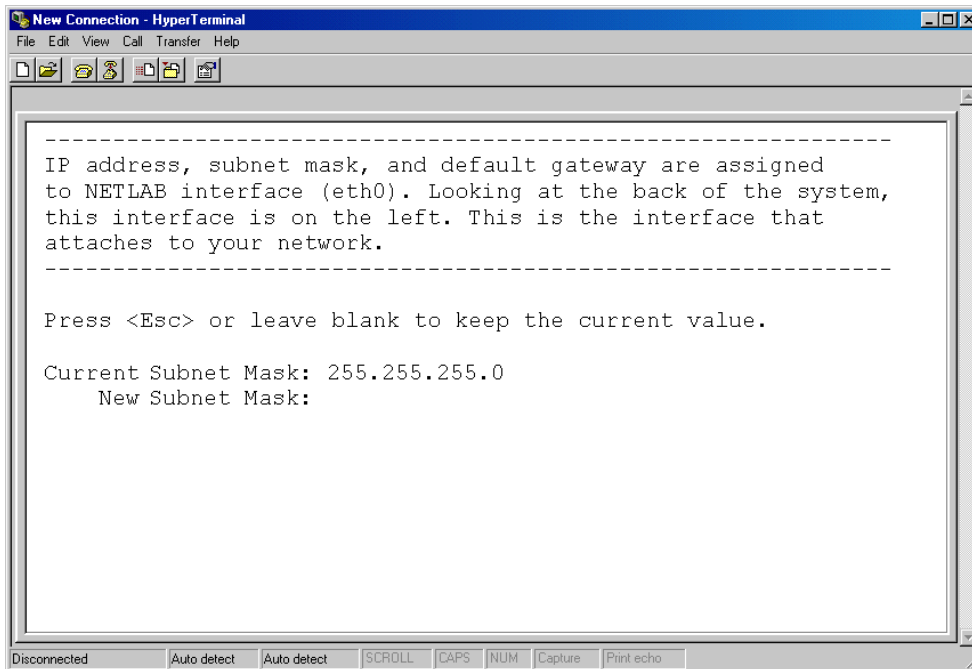 New Connection - HyperTerminal
File Edit View Call Transfer Help
--------------------------------------------------------------
IP address, subnet mask, and default gateway are assigned
to NETLAB interface (eth0). Looking at the back of the system,
this interface is on the left. This is the interface that
attaches to your network.
--------------------------------------------------------------
Press <Esc> or leave blank to keep the current value.
Current Subnet Mask: 255.255.255.0
New Subnet Mask:
Disconnected Auto detect Auto detect SCROLL CAPS NUM Capture Print echo